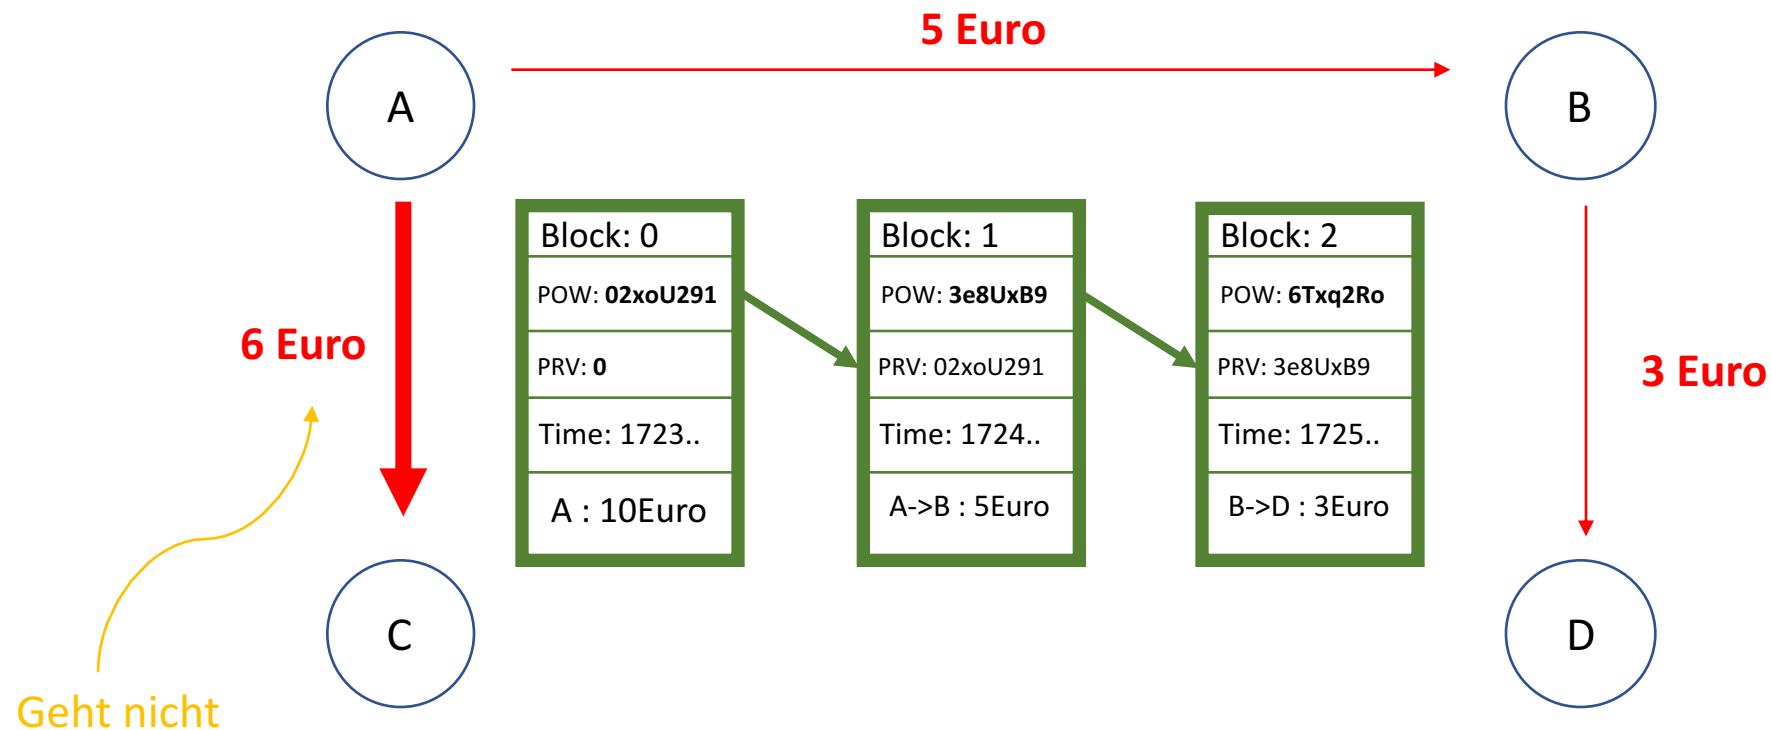 5 Euro
A
B
Block: 0
POW: 02xoU291
PRV: 0
Time: 1723..
A : 10Euro
Block: 1
POW: 3e8UxB9
PRV: 02xoU291
Time: 1724..
A->B : 5Euro
Block: 2
POW: 6Txq2Ro
PRV: 3e8UxB9
Time: 1725..
B->D : 3Euro
6 Euro
3 Euro
C
D
Geht nicht